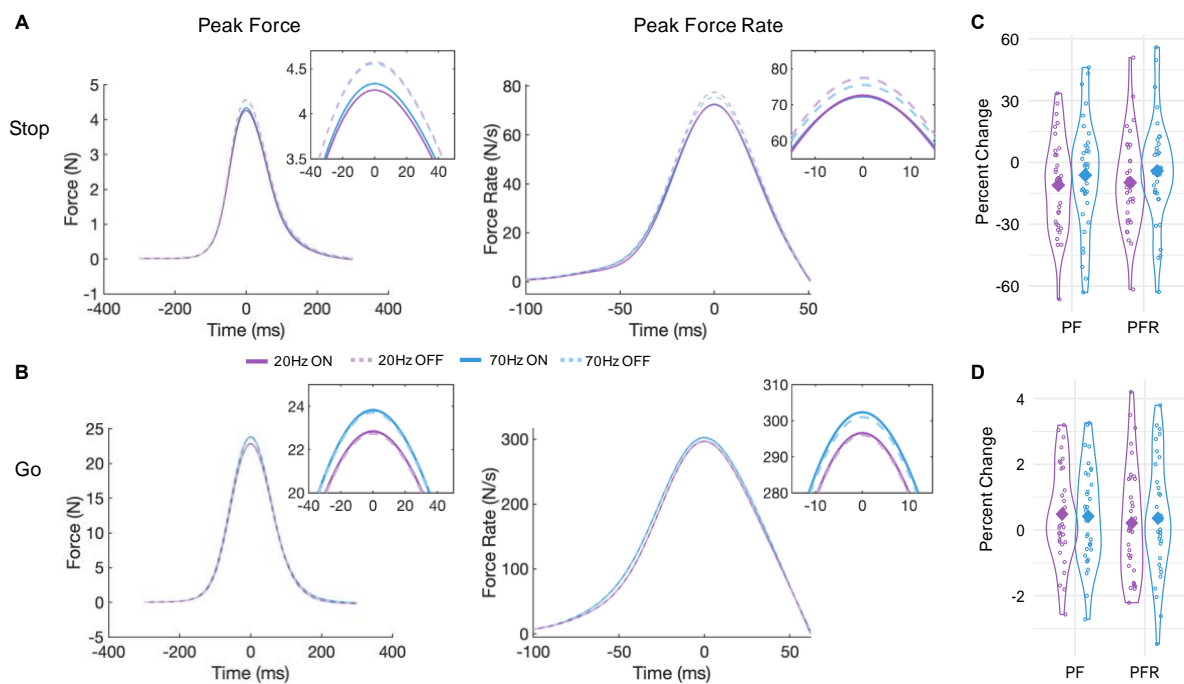 A
Peak Force
Peak Force Rate
C
Stop
Force (N)
5
4
3
2
1
0
-1
-400 -200 0 200 400
Time (ms)
4.5
4
3.5
-40 -20 0 20 40
Force Rate (N/s)
80
60
40
20
0
-100 -50 0 50
Time (ms)
80
70
60
-10 0 10
Percent Change
60
30
0
-30
-60
PF PFR
20Hz ON 20Hz OFF 70Hz ON 70Hz OFF
B
D
Go
Force (N)
25
20
15
10
5
0
-5
-400 -200 0 200 400
Time (ms)
24
22
20
-40 -20 0 20 40
Force Rate (N/s)
300
200
100
0
-100 -50 0 50
Time (ms)
310
300
290
280
-10 0 10
Percent Change
4
2
0
-2
PF PFR